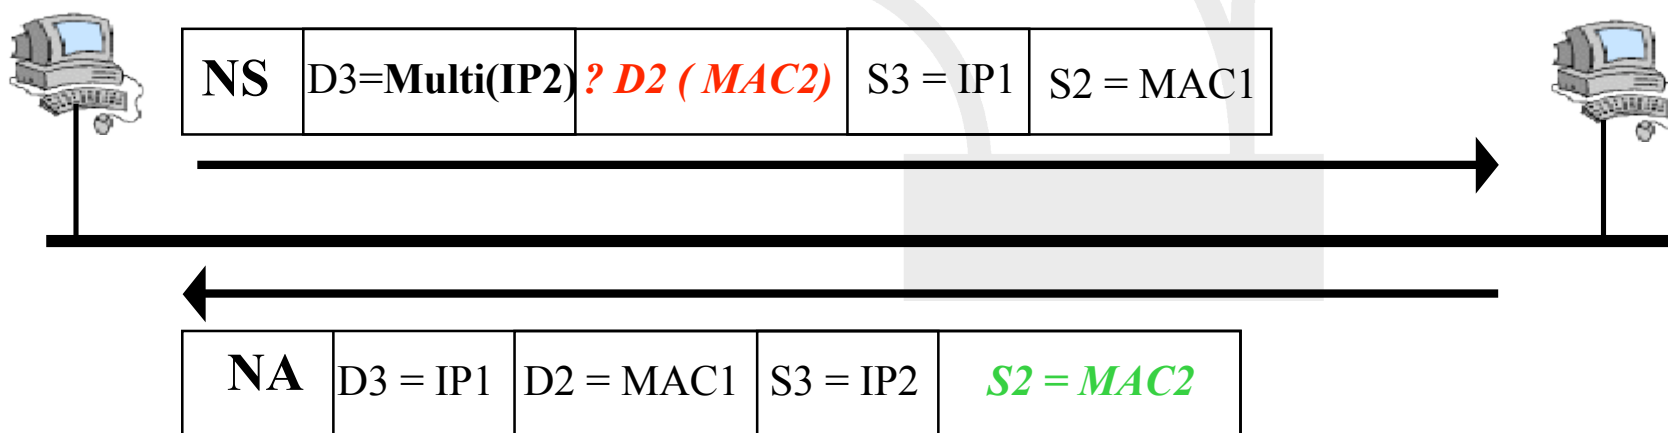 NS D3=Multi(IP2) ? D2 ( MAC2) S3 = IP1 S2 = MAC1
NA D3 = IP1 D2 = MAC1 S3 = IP2 S2 = MAC2